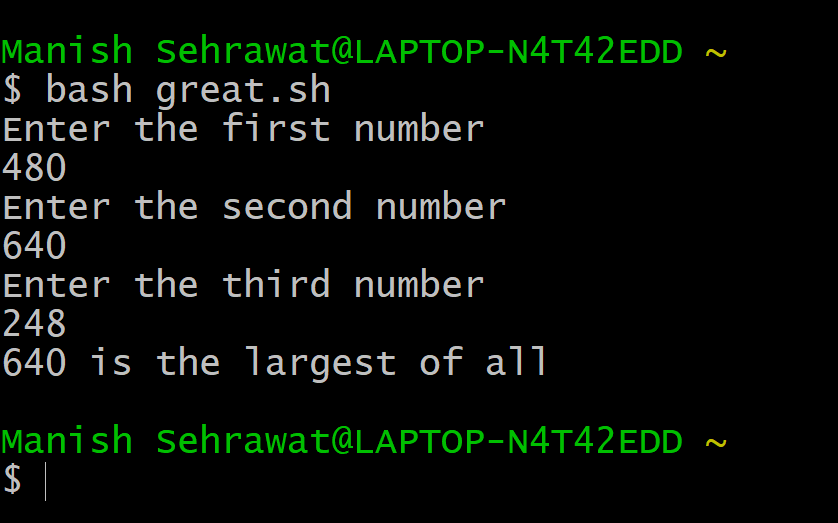 Manish Sehrawat@LAPTOP-N4T42EDD ~
$ bash great.sh
Enter the first number
480
Enter the second number
640
Enter the third number
248
640 is the largest of all
Manish Sehrawat@LAPTOP-N4T42EDD ~
$